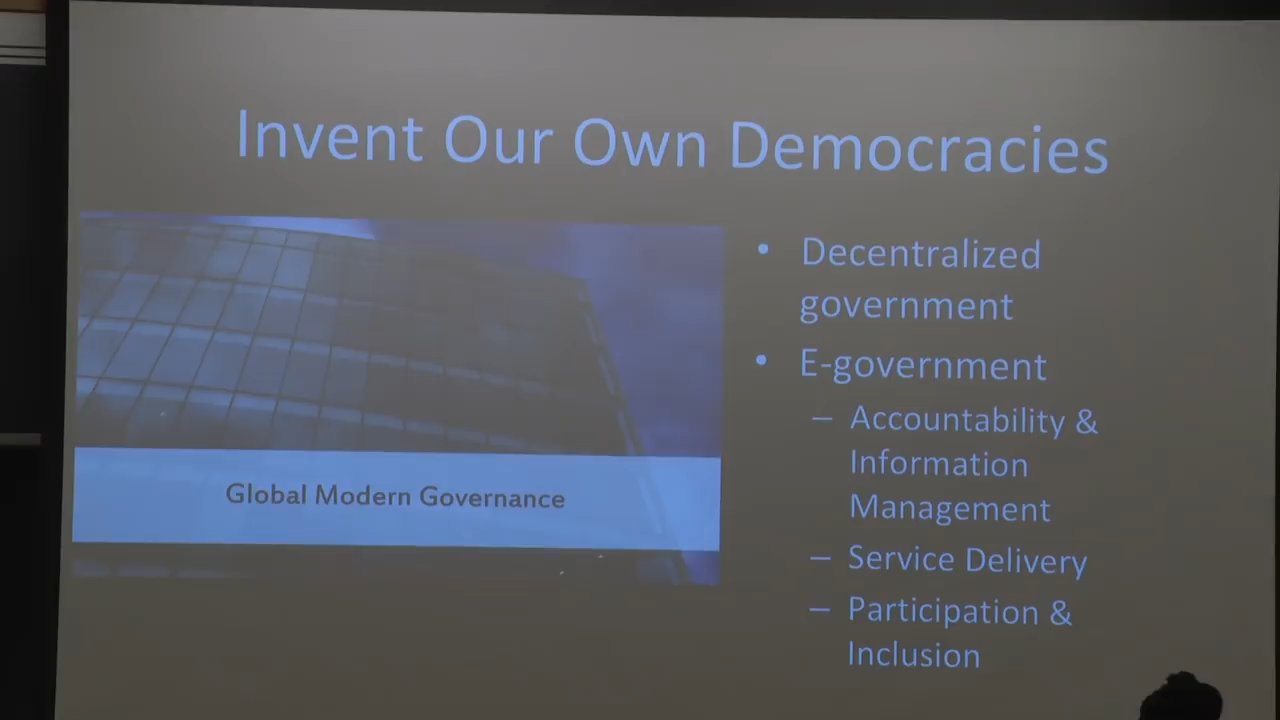 Invent Our Own Democracies
Global Modern Governance
• Decentralized
government
• E-government
– Accountability &
Information
Management
– Service Delivery
– Participation &
Inclusion